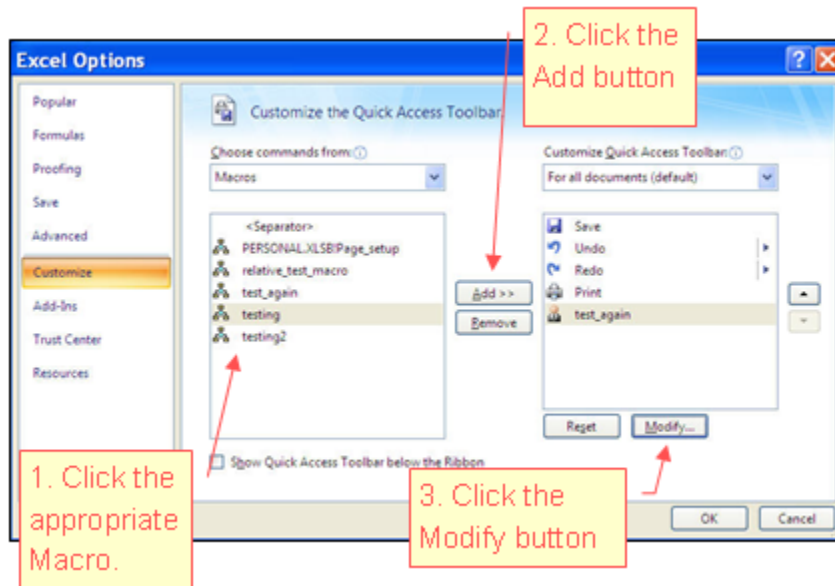 2. Click the
Add button
Excel Options
Popular
Formulas
Proofing
Save
Advanced
Customize
Add-Ins
Trust Center
Resources
Customize the Quick Access Toolbar.
Choose commands from:
Macros
<Separator>
PERSONAL.XLSB!Page_setup
relative_test_macro
test_again
testing
testing2
Add >>
Remove
Customize Quick Access Toolbar:
For all documents (default)
Save
Undo
Redo
Print
test_again
Reset
Modify...
Show Quick Access Toolbar below the Ribbon
OK
Cancel
1. Click the
appropriate
Macro.
3. Click the
Modify button